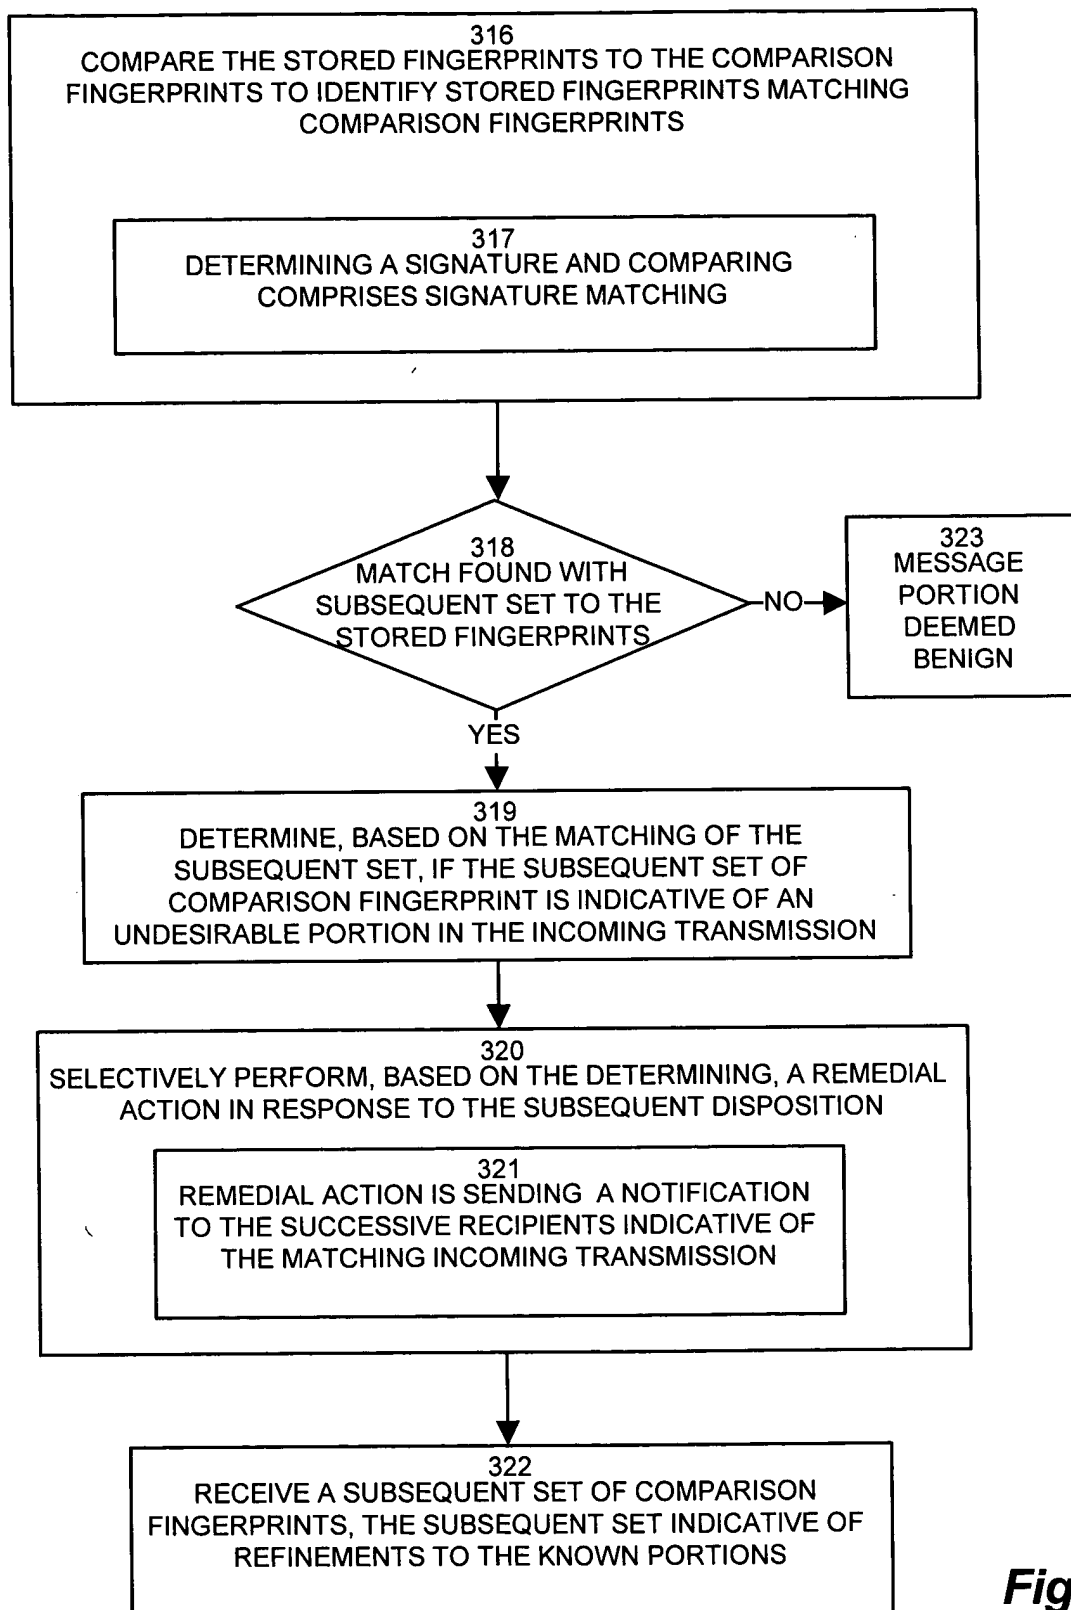 316
COMPARE THE STORED FINGERPRINTS TO THE COMPARISON
FINGERPRINTS TO IDENTIFY STORED FINGERPRINTS MATCHING
COMPARISON FINGERPRINTS
317
DETERMINING A SIGNATURE AND COMPARING
COMPRISES SIGNATURE MATCHING
318
MATCH FOUND WITH
SUBSEQUENT SET TO THE
STORED FINGERPRINTS
NO
323
MESSAGE
PORTION
DEEMED
BENIGN
YES
319
DETERMINE, BASED ON THE MATCHING OF THE
SUBSEQUENT SET, IF THE SUBSEQUENT SET OF
COMPARISON FINGERPRINT IS INDICATIVE OF AN
UNDESIRABLE PORTION IN THE INCOMING TRANSMISSION
320
SELECTIVELY PERFORM, BASED ON THE DETERMINING, A REMEDIAL
ACTION IN RESPONSE TO THE SUBSEQUENT DISPOSITION
321
REMEDIAL ACTION IS SENDING A NOTIFICATION
TO THE SUCCESSIVE RECIPIENTS INDICATIVE OF
THE MATCHING INCOMING TRANSMISSION
322
RECEIVE A SUBSEQUENT SET OF COMPARISON
FINGERPRINTS, THE SUBSEQUENT SET INDICATIVE OF
REFINEMENTS TO THE KNOWN PORTIONS
Fig